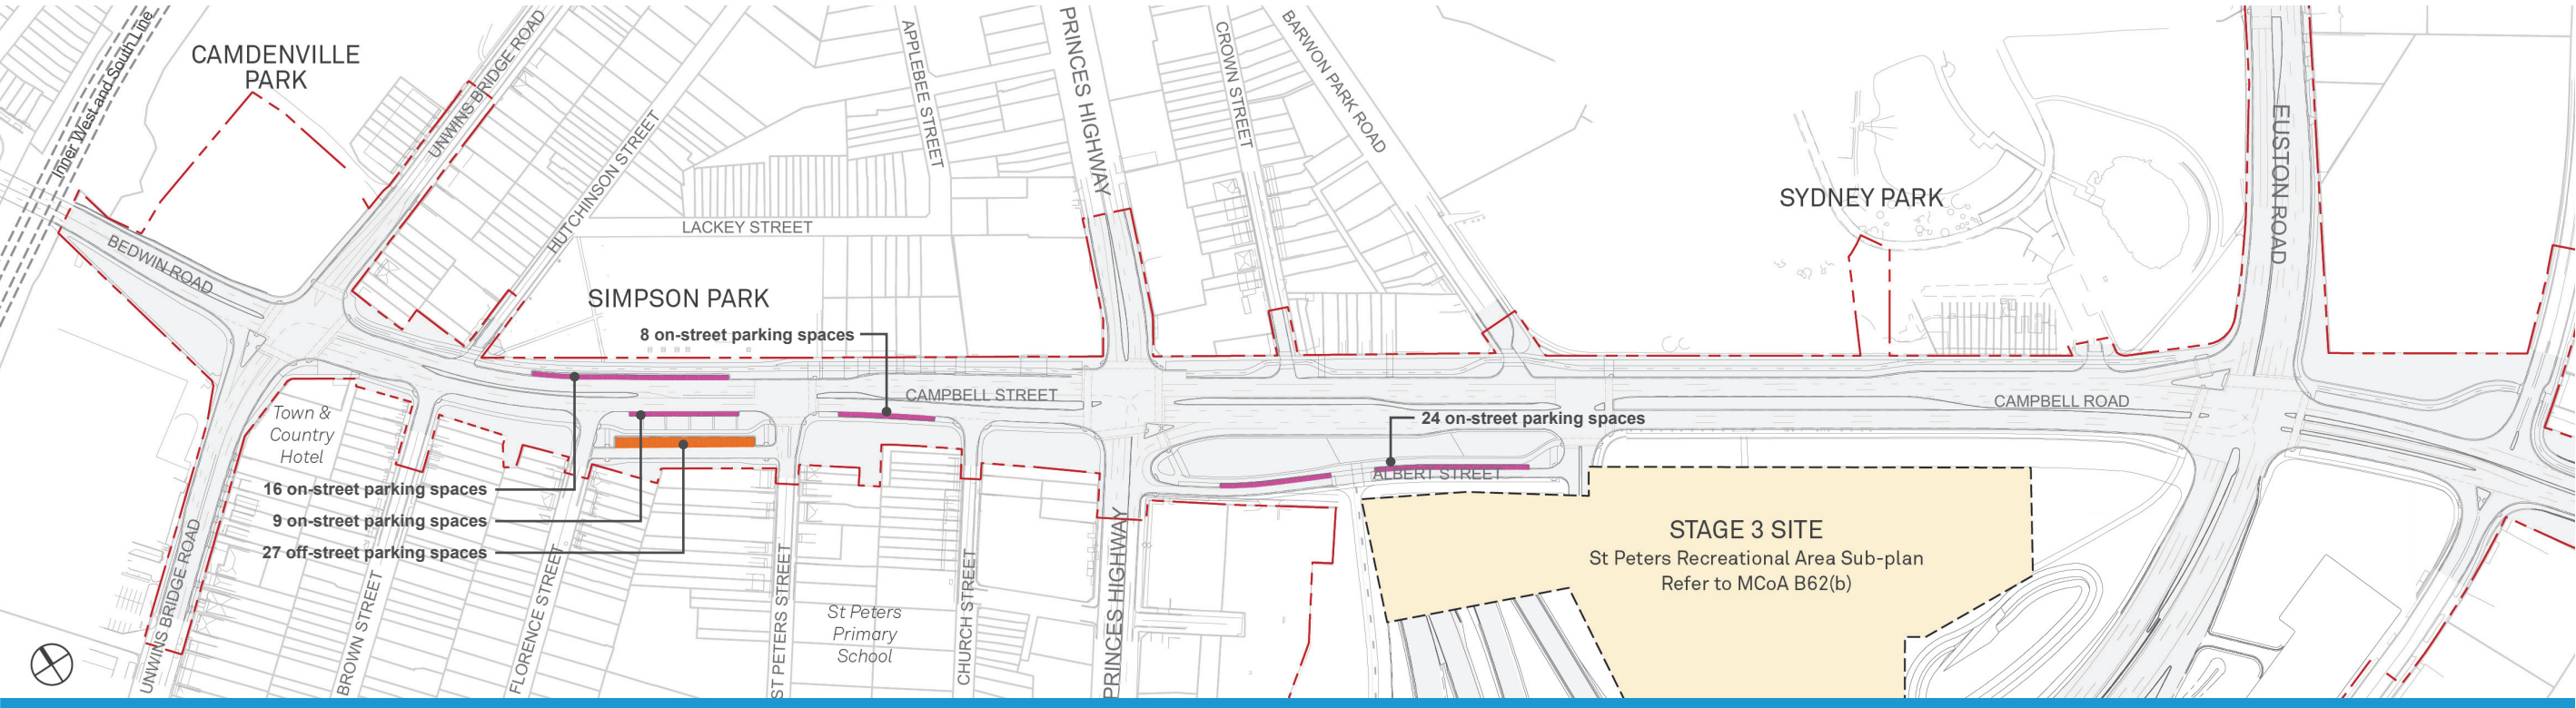 Inner West and South Line
CAMDENVILLE
PARK
UNWINS BRIDGE ROAD
HUTCHINSON STREET
APPLEBEE STREET
PRINCES HIGHWAY
CROWN STREET
BARWON PARK ROAD
EUSTON ROAD
SYDNEY PARK
LACKEY STREET
BEDWIN ROAD
SIMPSON PARK
8 on-street parking spaces
CAMPBELL STREET
CAMPBELL ROAD
Town &
Country
Hotel
24 on-street parking spaces
ALBERT STREET
16 on-street parking spaces
9 on-street parking spaces
27 off-street parking spaces
STAGE 3 SITE
St Peters Recreational Area Sub-plan
Refer to MCoA B62(b)
UNWINS BRIDGE ROAD
BROWN STREET
FLORENCE STREET
ST PETERS STREET
St Peters
Primary
School
CHURCH STREET
PRINCES HIGHWAY